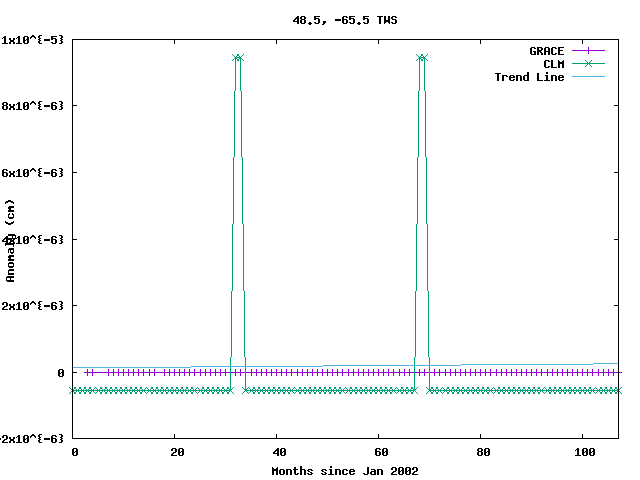 48.5, -65.5 TWS
GRACE
CLM
Trend Line
1x10^{-5}
8x10^{-6}
6x10^{-6}
4x10^{-6}
2x10^{-6}
0
-2x10^{-6}
Anomaly (cm)
0 20 40 60 80 100
Months since Jan 2002